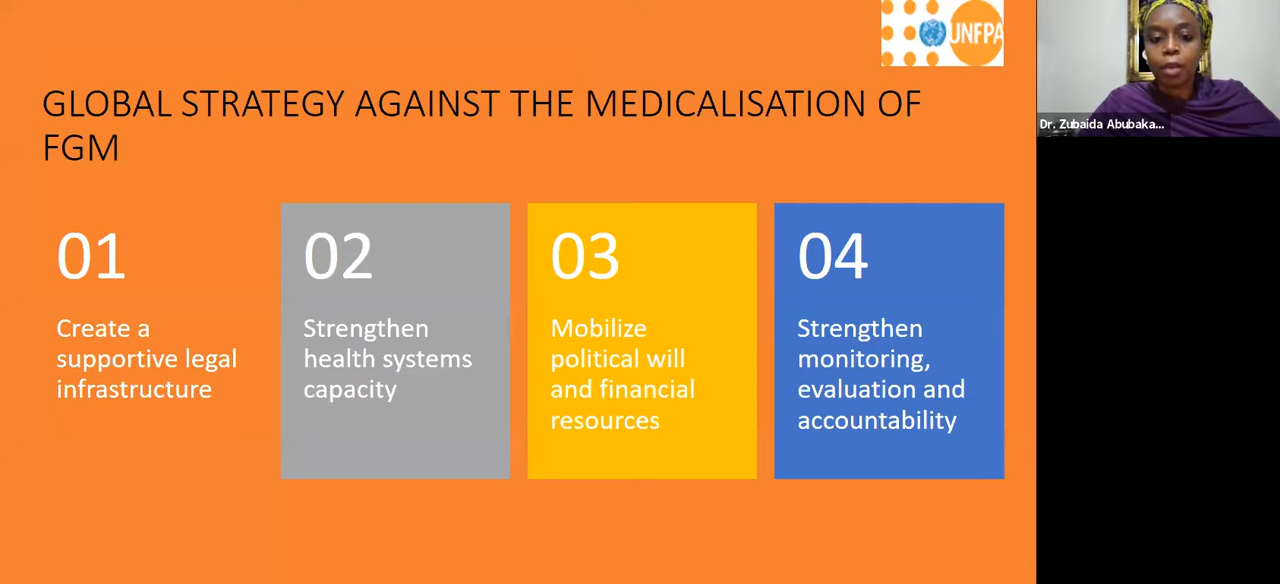 UNFPA
Dr. Zubaida Abubaka...
GLOBAL STRATEGY AGAINST THE MEDICALISATION OF
FGM
01
Create a
supportive legal
infrastructure
02
Strengthen
health systems
capacity
03
Mobilize
political will
and financial
resources
04
Strengthen
monitoring,
evaluation and
accountability